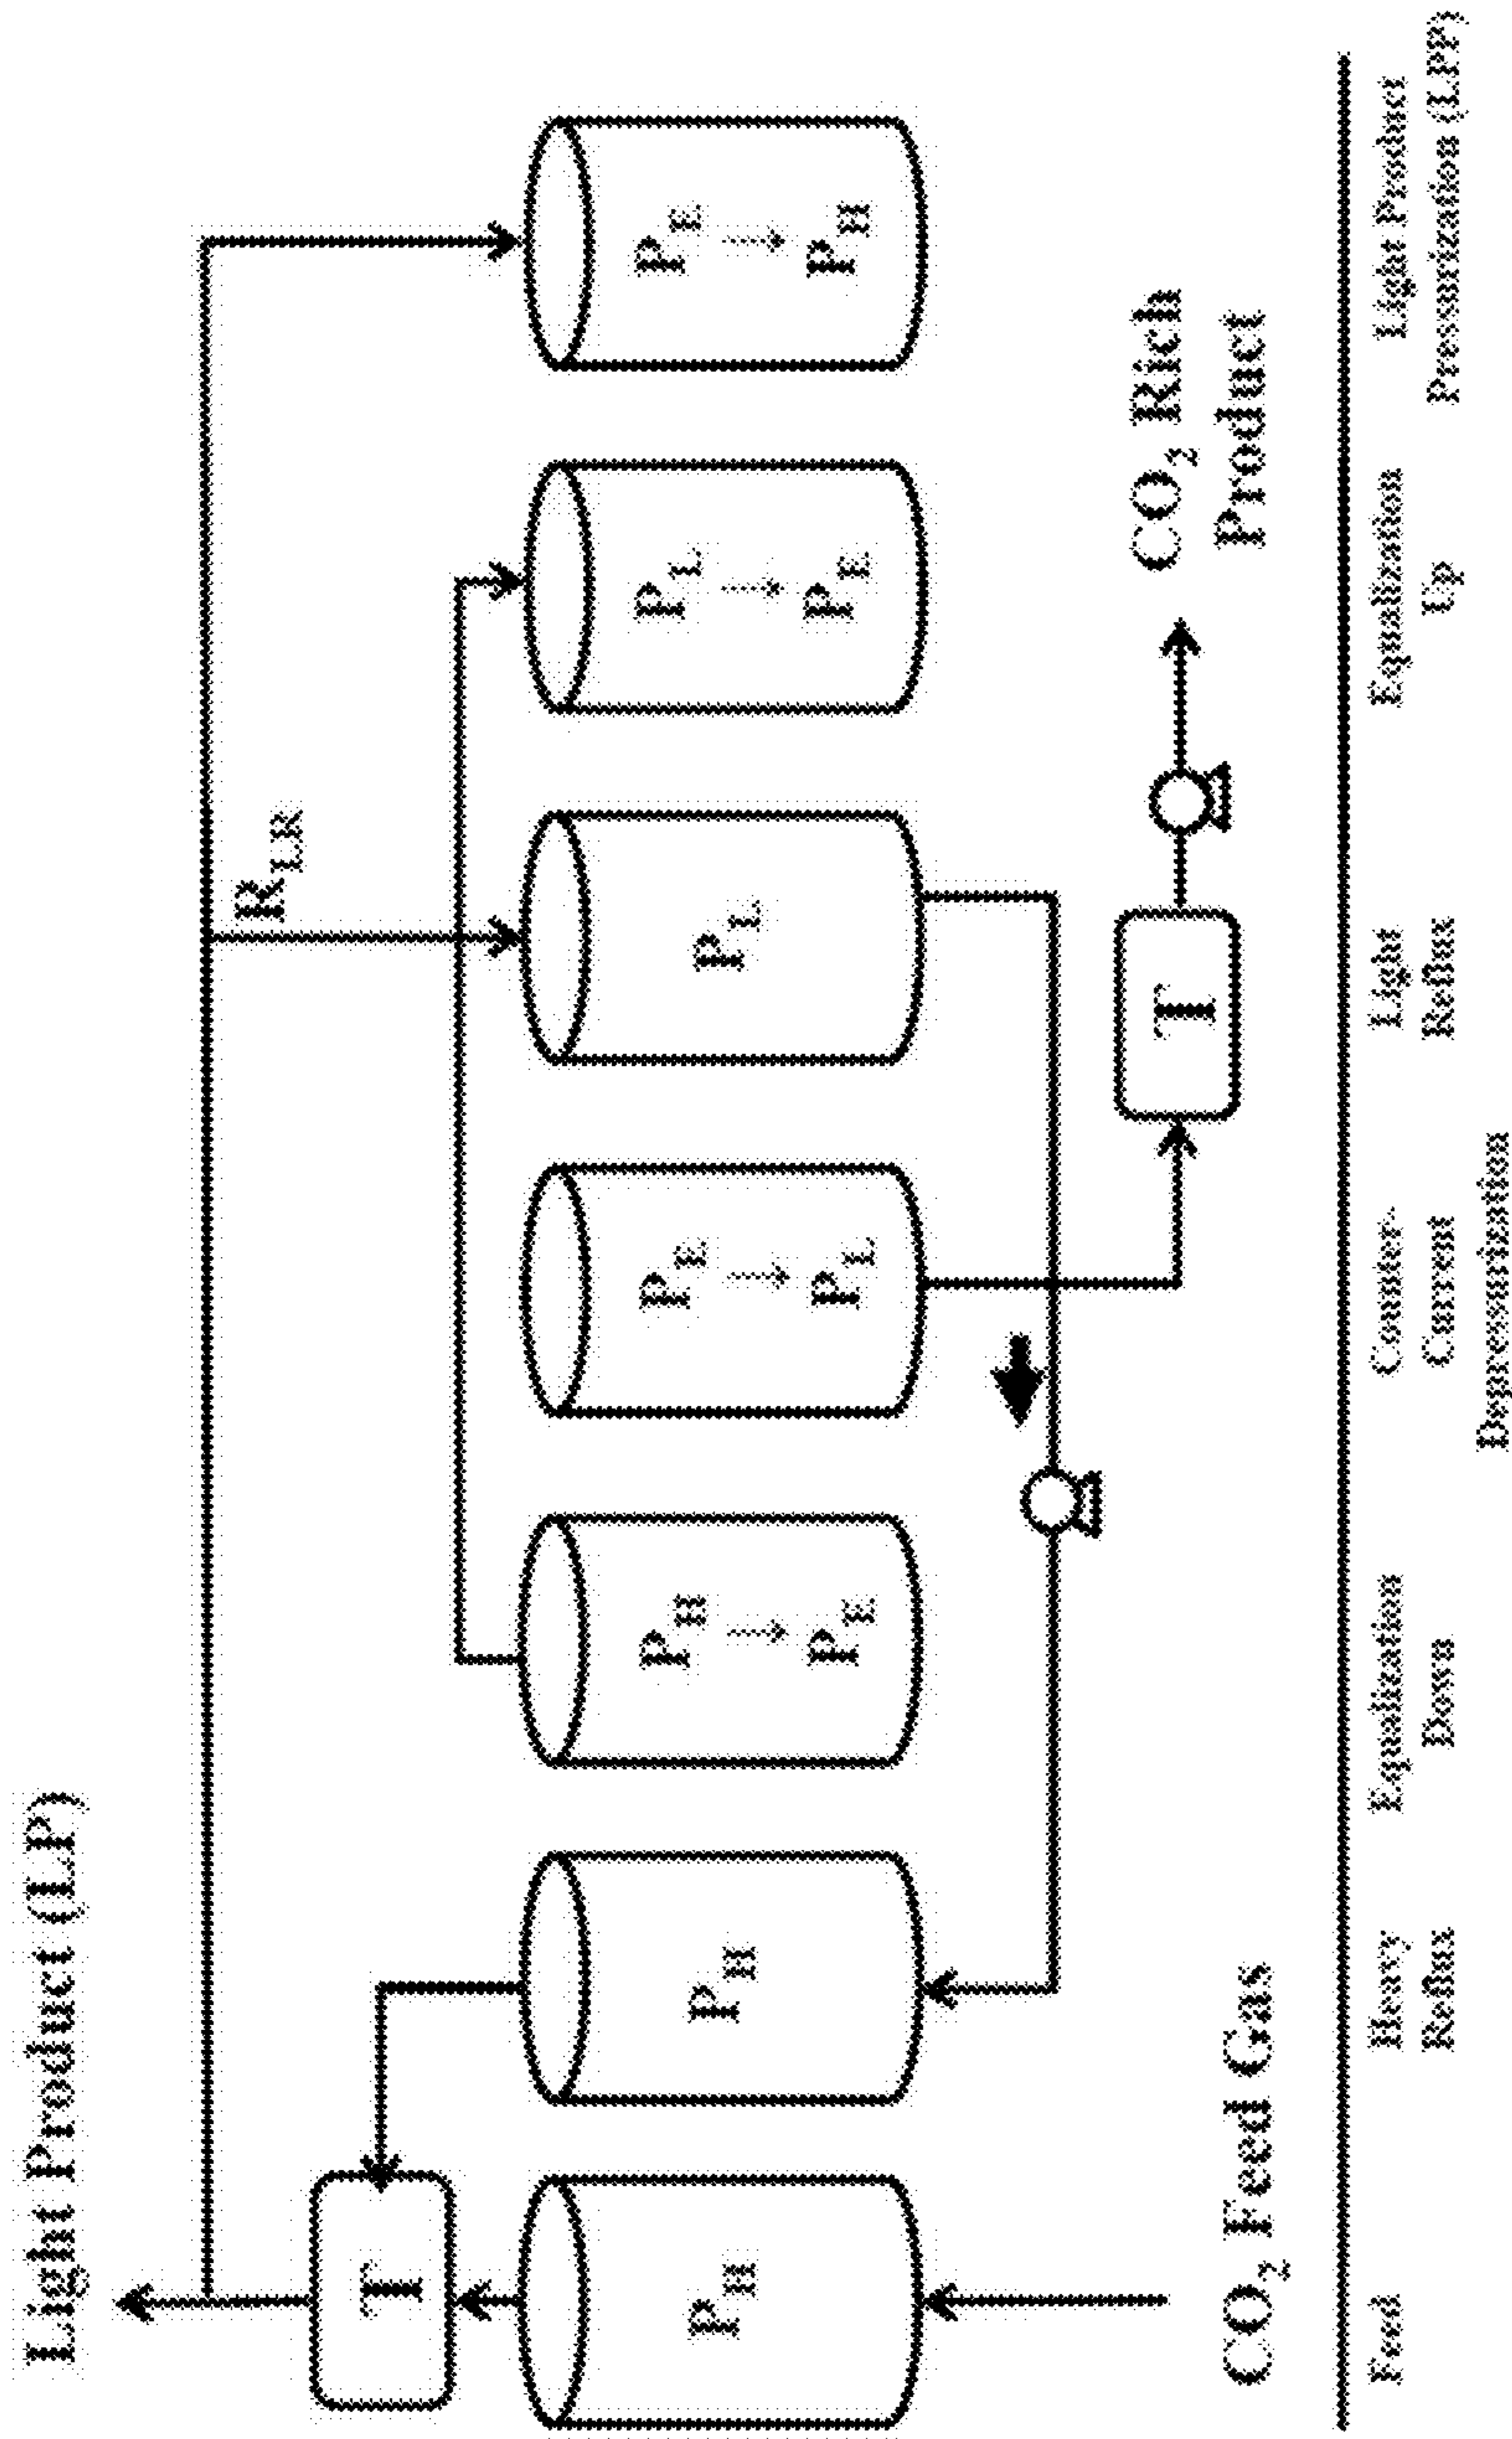 Light Product (LP)
R_LR
T
P_H
P_H
P_H → P_E
P_E → P_L
P_L
P_L → P_E
P_E → P_H
T
CO₂ Rich
Product
CO₂ Feed Gas
Feed
Heavy
Reflux
Equalization
Down
Counter-
Current
Depressurization
Light
Reflux
Equalization
Up
Light Product
Pressurization (LPP)